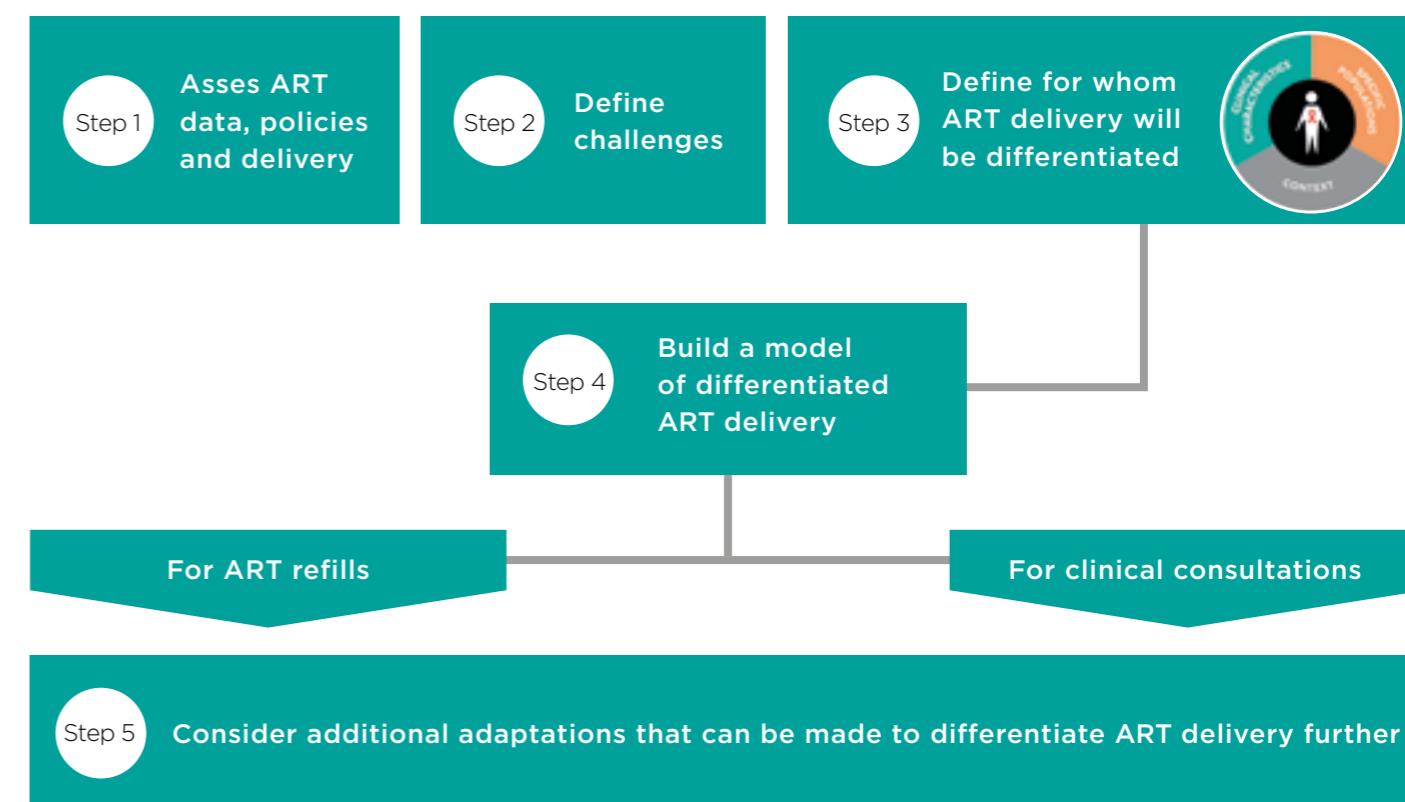 Step 1
Asses ART
data, policies
and delivery
Step 2
Define
challenges
Step 3
Define for whom
ART delivery will
be differentiated
CLINICAL
CHARACTERISTICS
SPECIFIC
POPULATIONS
CONTEXT
Step 4
Build a model
of differentiated
ART delivery
For ART refills
For clinical consultations
Step 5
Consider additional adaptations that can be made to differentiate ART delivery further